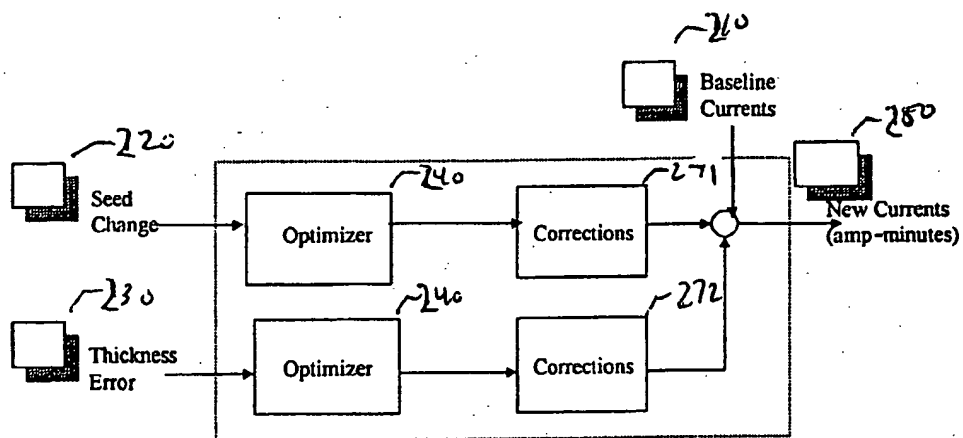 210
Baseline
Currents
280
220
Seed
Change
240
Optimizer
271
Corrections
New Currents
(amp-minutes)
230
Thickness
Error
240
Optimizer
272
Corrections